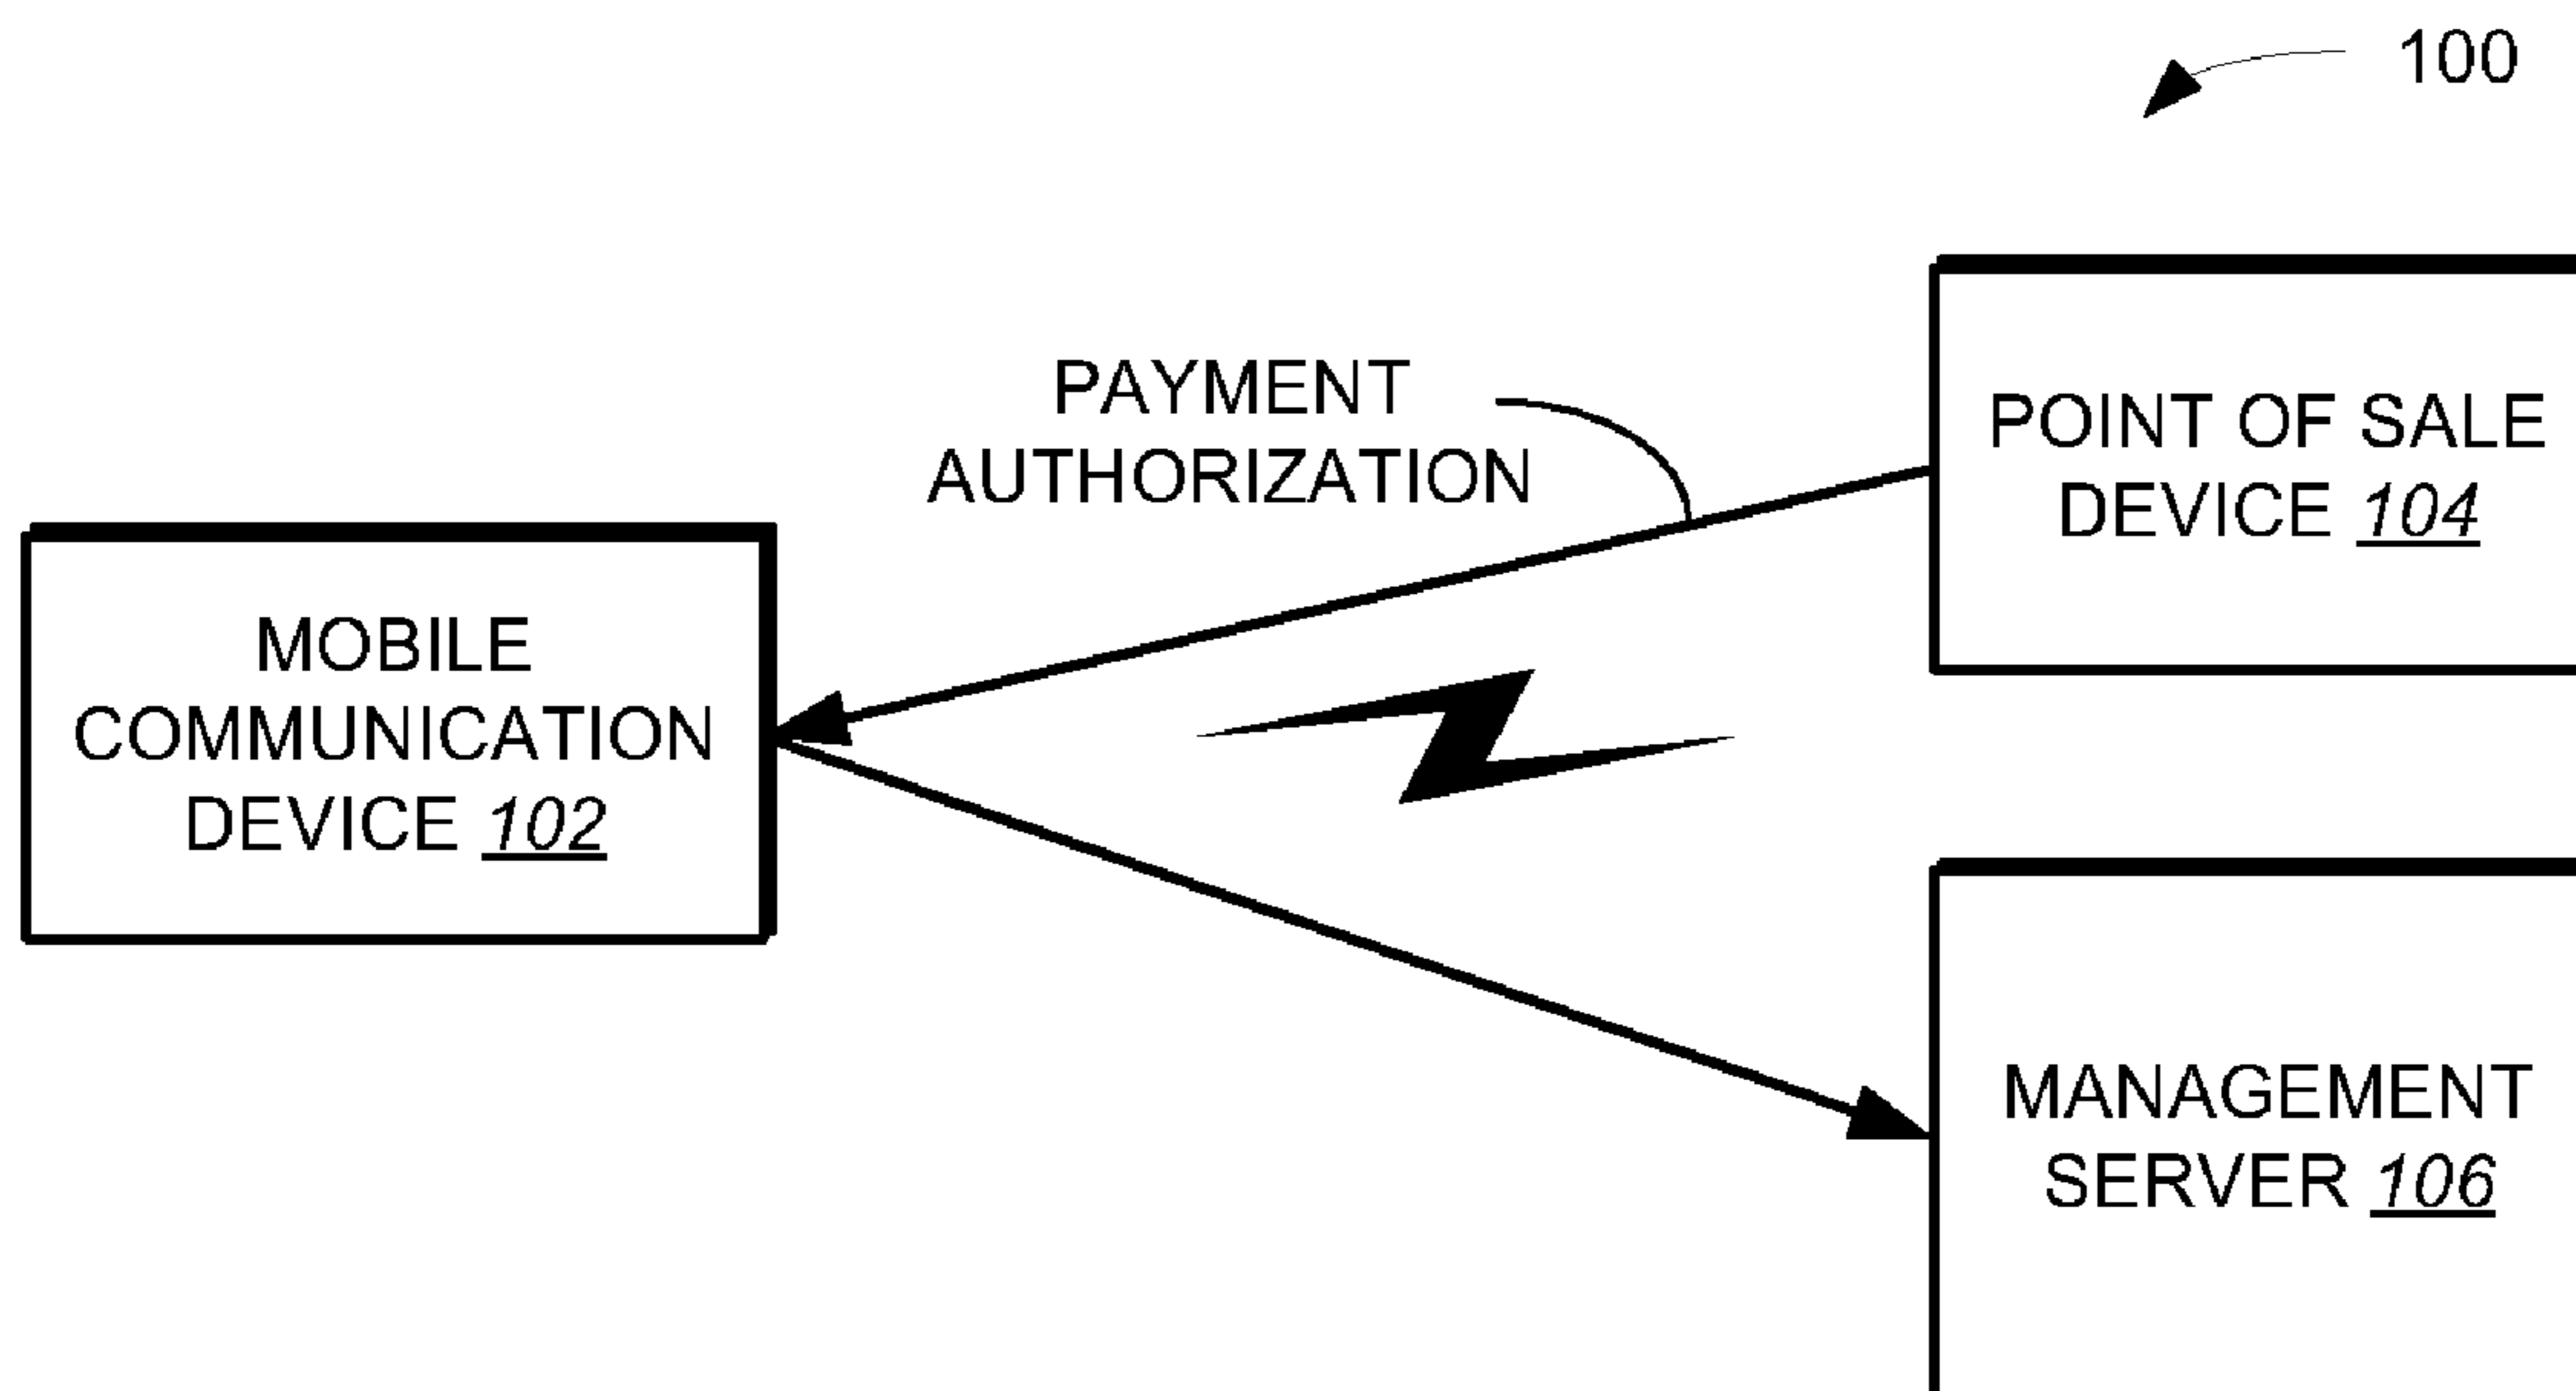 100
PAYMENT
AUTHORIZATION
POINT OF SALE
DEVICE 104
MOBILE
COMMUNICATION
DEVICE 102
MANAGEMENT
SERVER 106